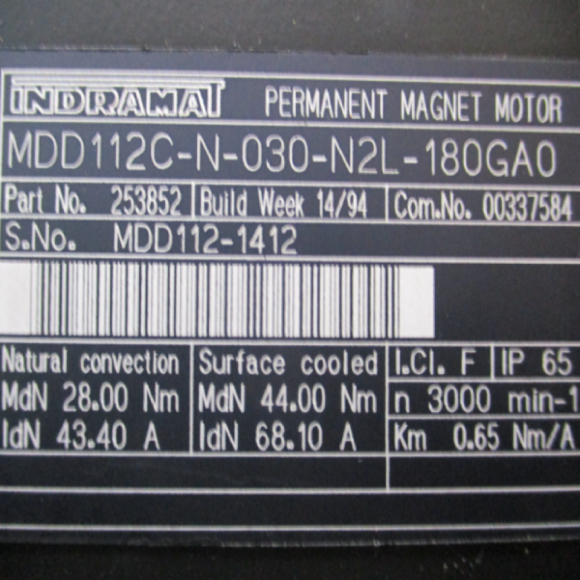 INDRAMAT PERMANENT MAGNET MOTOR
MDD112C-N-030-N2L-180GA0
Part No. 253852 Build Week 14/94 Com.No. 00337584
S.No. MDD112-1412
Natural convection Surface cooled I.Cl. F IP 65
MdN 28.00 Nm MdN 44.00 Nm n 3000 min-1
IdN 43.40 A IdN 68.10 A Km 0.65 Nm/A